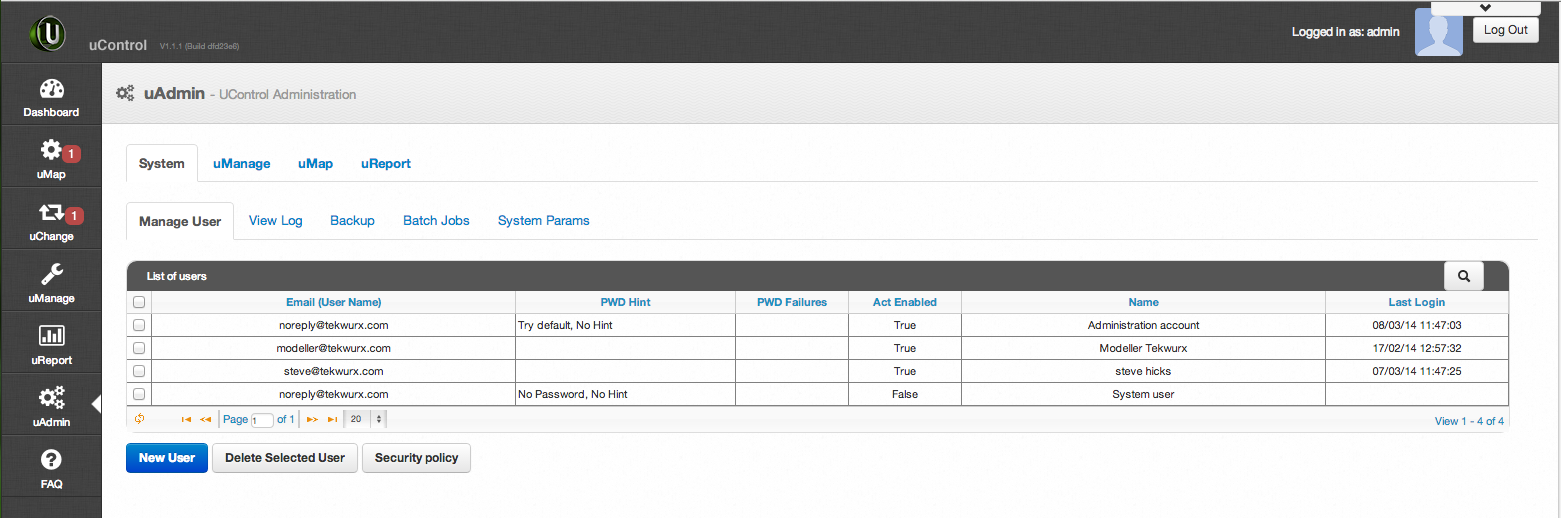 U
uControl V1.1.1 (Build dfd23e6)
Logged in as: admin
Log Out
Dashboard
1
uMap
1
uChange
uManage
uReport
uAdmin
FAQ
uAdmin - UControl Administration
System uManage uMap uReport
Manage User View Log Backup Batch Jobs System Params
List of users
Email (User Name) PWD Hint PWD Failures Act Enabled Name Last Login
noreply@tekwurx.com Try default, No Hint True Administration account 08/03/14 11:47:03
modeller@tekwurx.com True Modeller Tekwurx 17/02/14 12:57:32
steve@tekwurx.com True steve hicks 07/03/14 11:47:25
noreply@tekwurx.com No Password, No Hint False System user
Page 1 of 1 20 View 1 - 4 of 4
New User Delete Selected User Security policy